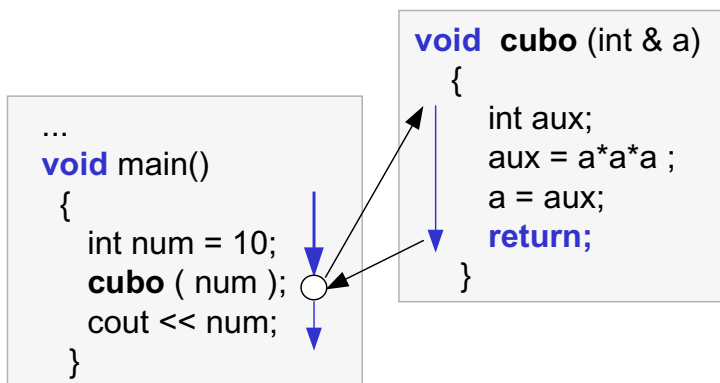 ...
void main()
{
int num = 10;
cubo ( num );
cout << num;
}
void cubo (int & a)
{
int aux;
aux = a*a*a ;
a = aux;
return;
}